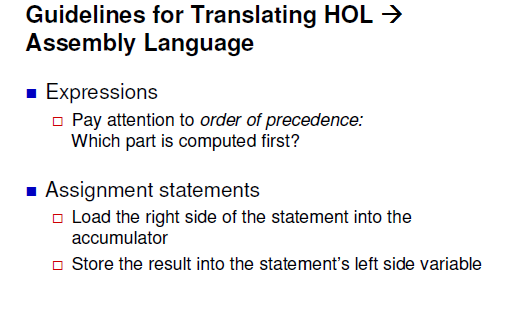 Guidelines for Translating HOL →
Assembly Language
Expressions
Pay attention to order of precedence:
Which part is computed first?
Assignment statements
Load the right side of the statement into the
accumulator
Store the result into the statement's left side variable